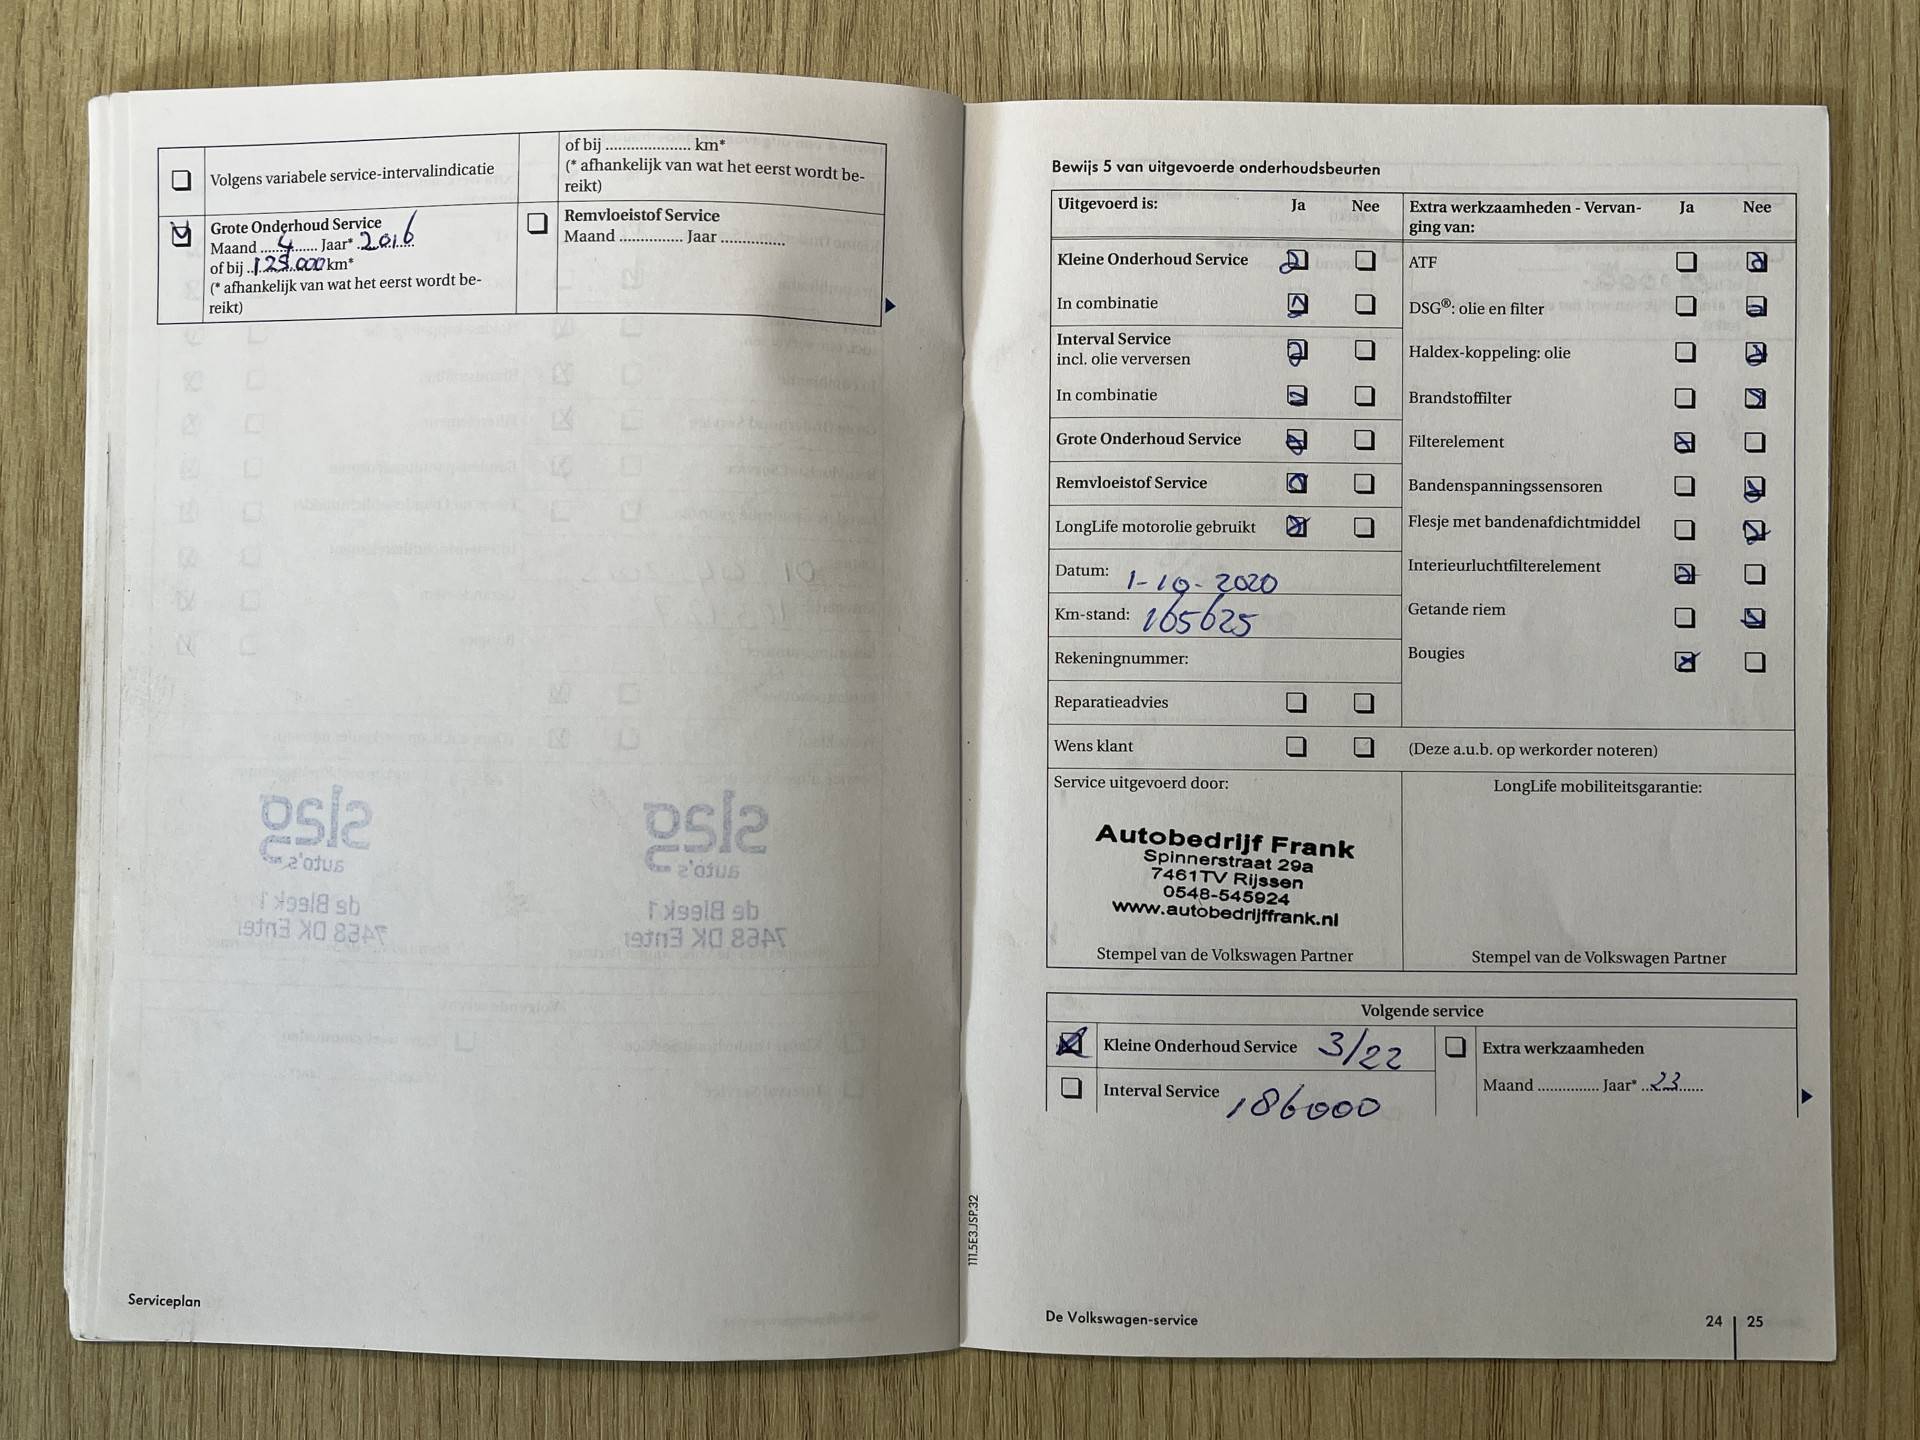 Volgens variabele service-intervalindicatie
of bij .................... km*
(* afhankelijk van wat het eerst wordt be-
reikt)
Grote Onderhoud Service
Maand ...4... Jaar* .2016
of bij ..125.000 km*
(* afhankelijk van wat het eerst wordt be-
reikt)
Remvloeistof Service
Maand ............... Jaar ...............
Serviceplan
Bewijs 5 van uitgevoerde onderhoudsbeurten
Uitgevoerd is: Ja Nee
Kleine Onderhoud Service
In combinatie
Interval Service
incl. olie verversen
In combinatie
Grote Onderhoud Service
Remvloeistof Service
LongLife motorolie gebruikt
Datum: 1-10-2020
Km-stand: 165625
Rekeningnummer:
Reparatieadvies
Wens klant
Extra werkzaamheden - Vervan-
ging van: Ja Nee
ATF
DSG®: olie en filter
Haldex-koppeling: olie
Brandstoffilter
Filterelement
Bandenspanningssensoren
Flesje met bandenafdichtmiddel
Interieurluchtfilterelement
Getande riem
Bougies
(Deze a.u.b. op werkorder noteren)
Service uitgevoerd door:
Autobedrijf Frank
Spinnerstraat 29a
7461TV Rijssen
0548-545924
www.autobedrijffrank.nl
Stempel van de Volkswagen Partner
LongLife mobiliteitsgarantie:
Stempel van de Volkswagen Partner
Volgende service
Kleine Onderhoud Service 3/22
Interval Service 186000
Extra werkzaamheden
Maand ............... Jaar* ..23......
111.5E3.JSP.32
De Volkswagen-service
24 | 25
slag
auto's
de Bleek 1
7468 DK Enter
slag
auto's
de Bleek 1
7468 DK Enter